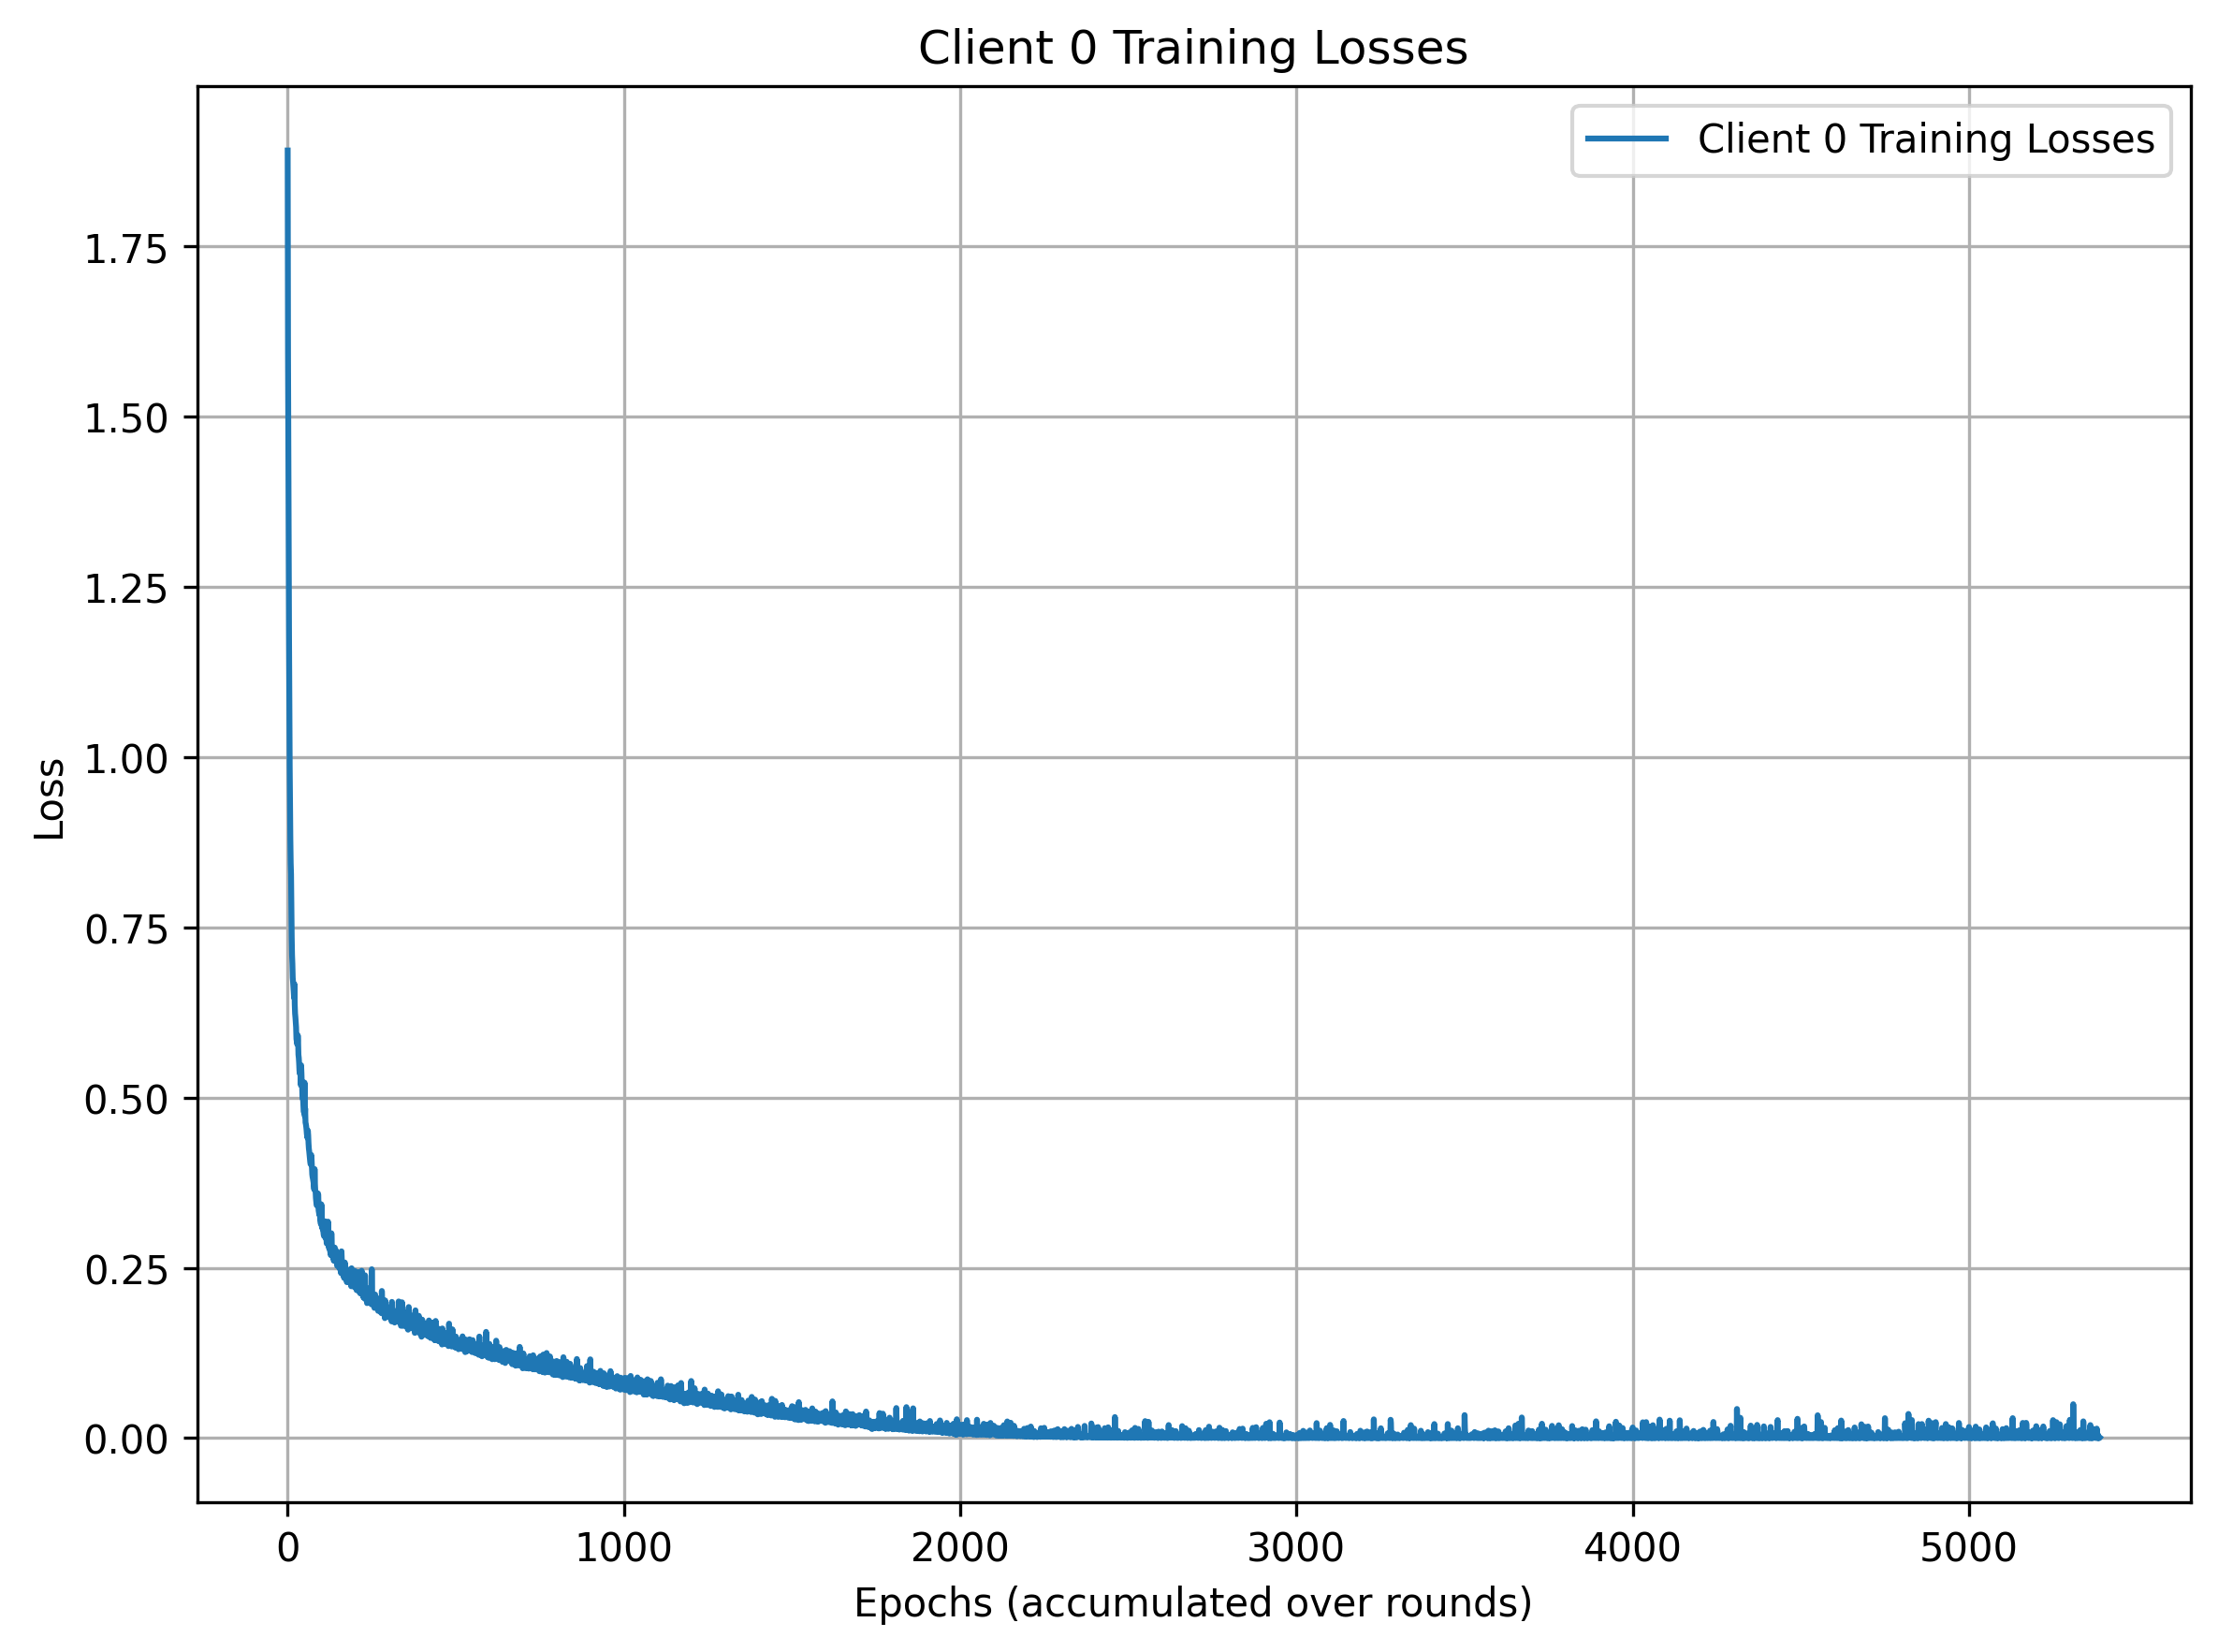 Client 0 Training Losses
Client 0 Training Losses
1.75
1.50
1.25
1.00
0.75
0.50
0.25
0.00
Loss
0 1000 2000 3000 4000 5000
Epochs (accumulated over rounds)